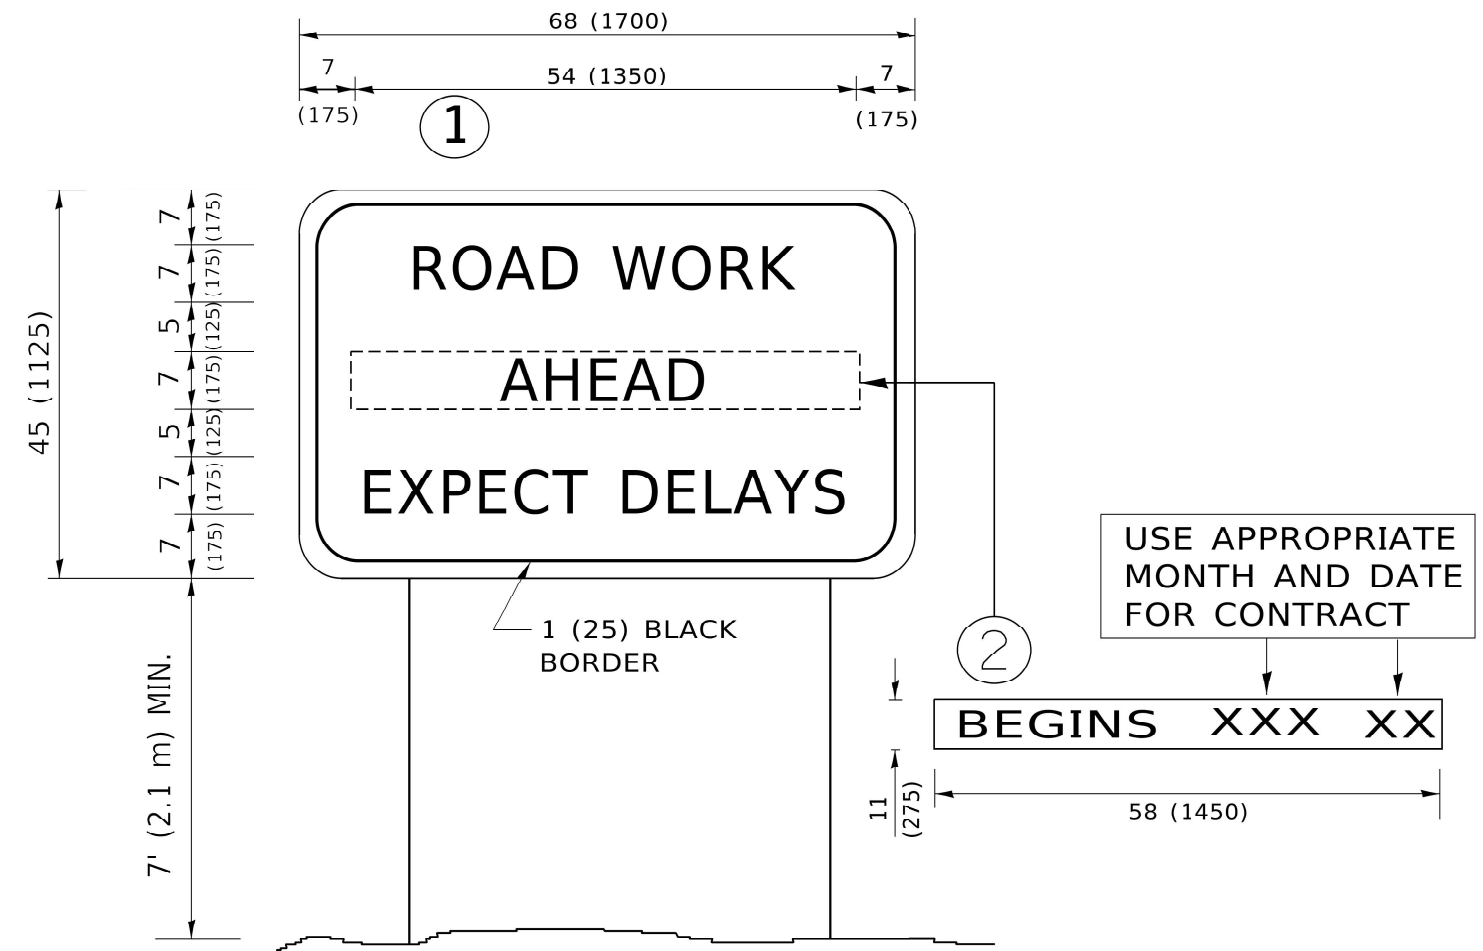 68 (1700)
7
54 (1350)
7
(175)
(175)
1
7 (175)
7 (175)
5 (125)
7 (175)
5 (125)
7 (175)
7 (175)
45 (1125)
ROAD WORK
AHEAD
EXPECT DELAYS
1 (25) BLACK
BORDER
7' (2.1 m) MIN.
USE APPROPRIATE
MONTH AND DATE
FOR CONTRACT
2
BEGINS XXX XX
11
(275)
58 (1450)